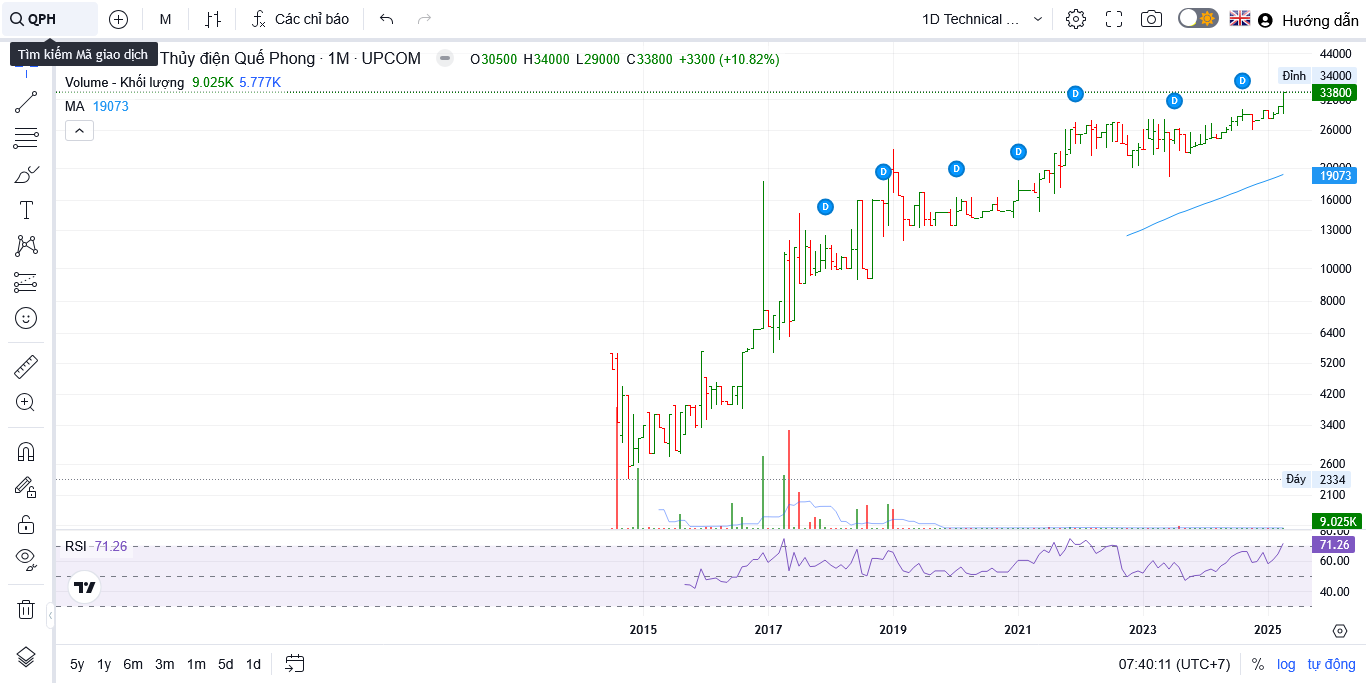 QPH
M
Các chỉ báo
1D Technical ...
Hướng dẫn
Tìm kiếm Mã giao dịch
Thủy điện Quế Phong · 1M · UPCOM
O30500 H34000 L29000 C33800 +3300 (+10.82%)
Volume - Khối lượng 9.025K 5.777K
MA 19073
44000
Đỉnh 34000
33800
32000
26000
20000
19073
16000
13000
10000
8000
6400
5200
4200
3400
2600
Đáy 2334
2100
9.025K
80.00
71.26
60.00
40.00
D
D
D
D
D
D
D
D
RSI 71.26
2015 2017 2019 2021 2023 2025
5y 1y 6m 3m 1m 5d 1d
07:40:11 (UTC+7) % log tự động